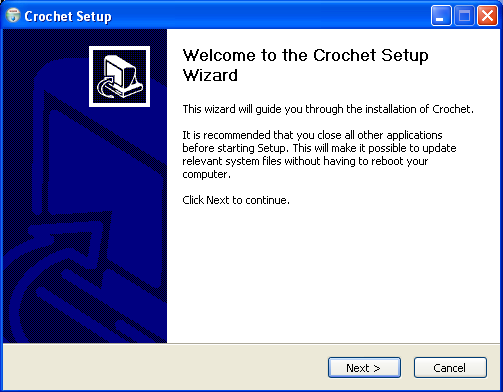 Crochet Setup
Welcome to the Crochet Setup
Wizard
This wizard will guide you through the installation of Crochet.
It is recommended that you close all other applications
before starting Setup. This will make it possible to update
relevant system files without having to reboot your
computer.
Click Next to continue.
Next > Cancel